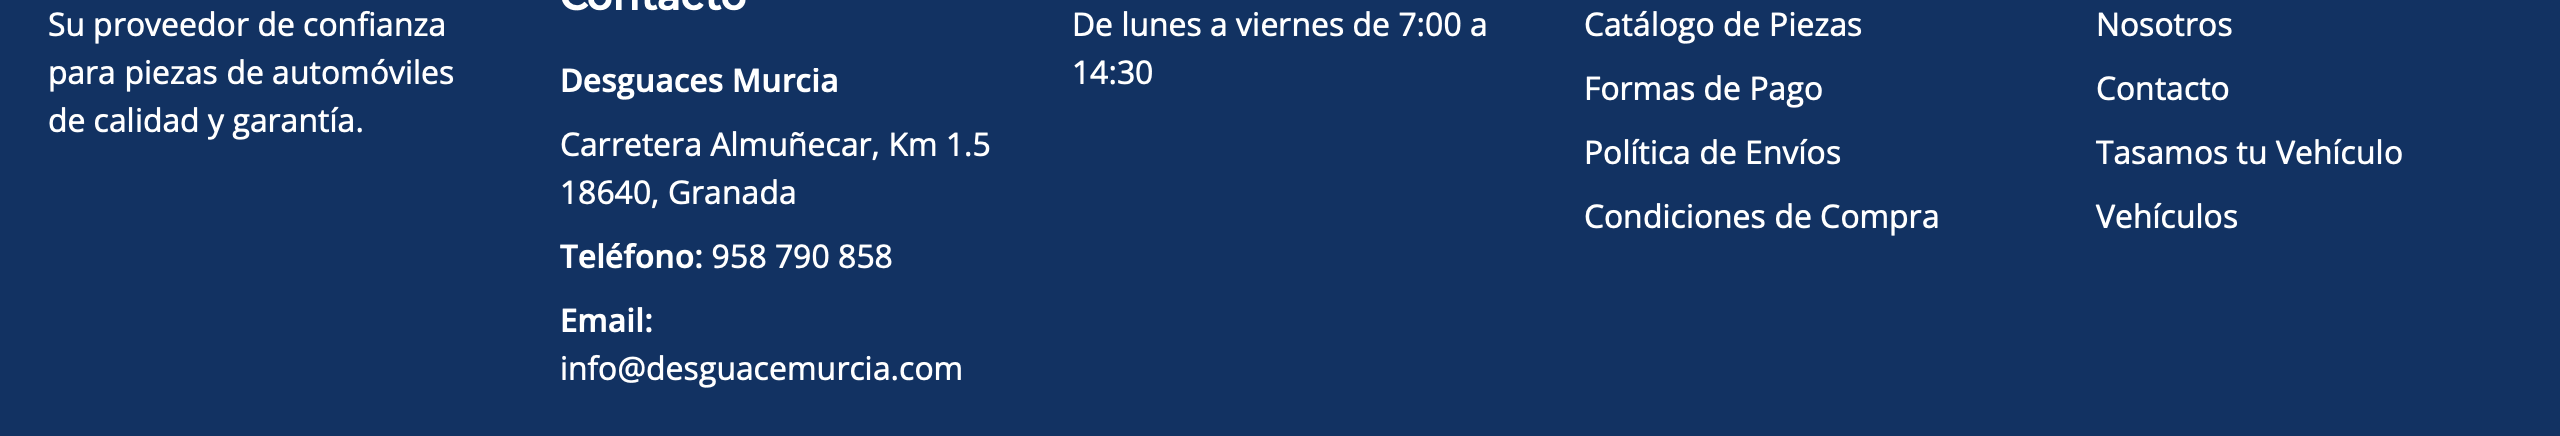 Su proveedor de confianza
para piezas de automóviles
de calidad y garantía.
Contacto
Desguaces Murcia
Carretera Almuñecar, Km 1.5
18640, Granada
Teléfono: 958 790 858
Email:
info@desguacemurcia.com
De lunes a viernes de 7:00 a
14:30
Catálogo de Piezas
Formas de Pago
Política de Envíos
Condiciones de Compra
Nosotros
Contacto
Tasamos tu Vehículo
Vehículos